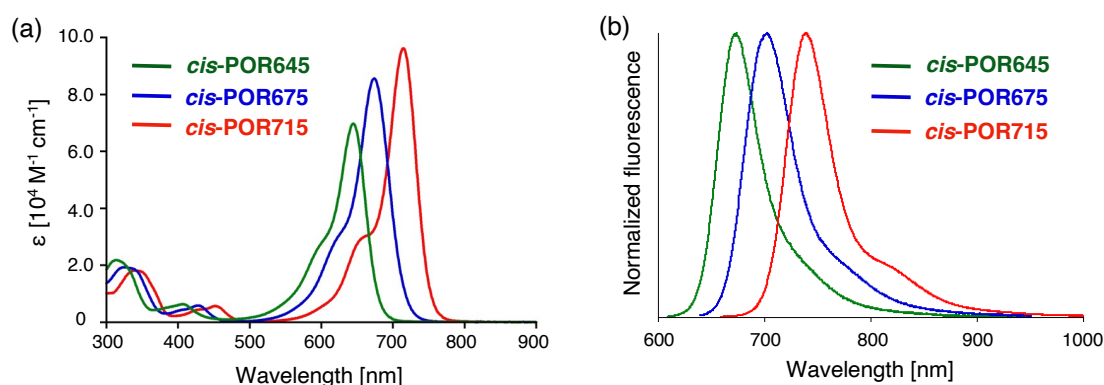 (a)
10.0
8.0
6.0
4.0
2.0
0
ε [10⁴ M⁻¹ cm⁻¹]
cis-POR645
cis-POR675
cis-POR715
300 400 500 600 700 800 900
Wavelength [nm]
(b)
Normalized fluorescence
cis-POR645
cis-POR675
cis-POR715
600 700 800 900 1000
Wavelength [nm]